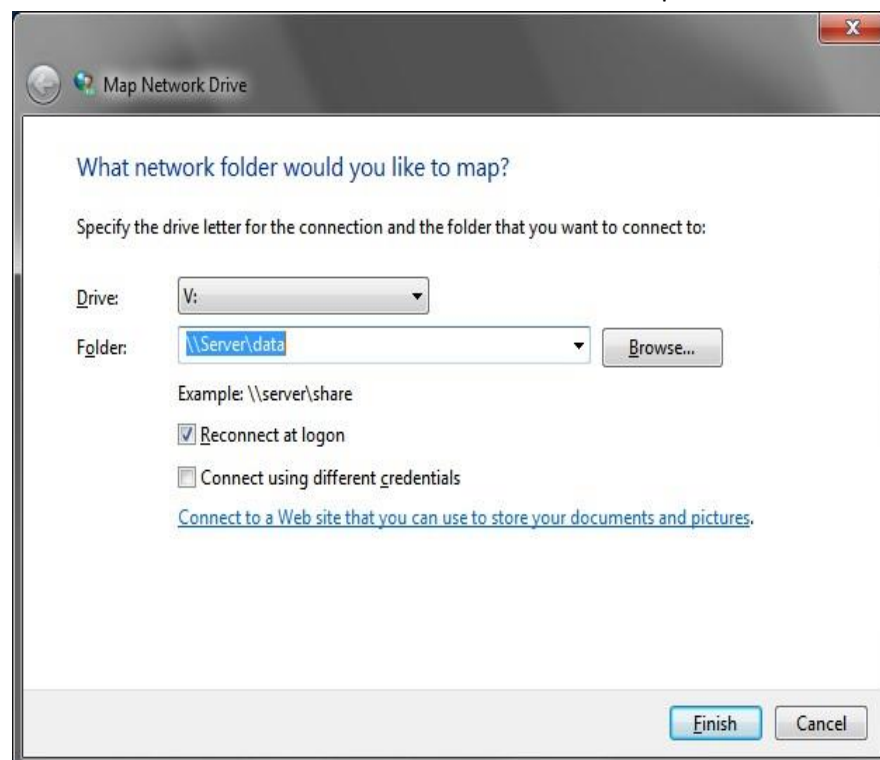 Map Network Drive
What network folder would you like to map?
Specify the drive letter for the connection and the folder that you want to connect to:
Drive: V:
Folder: \\Server\data Browse...
Example: \\server\share
Reconnect at logon
Connect using different credentials
Connect to a Web site that you can use to store your documents and pictures.
Finish Cancel